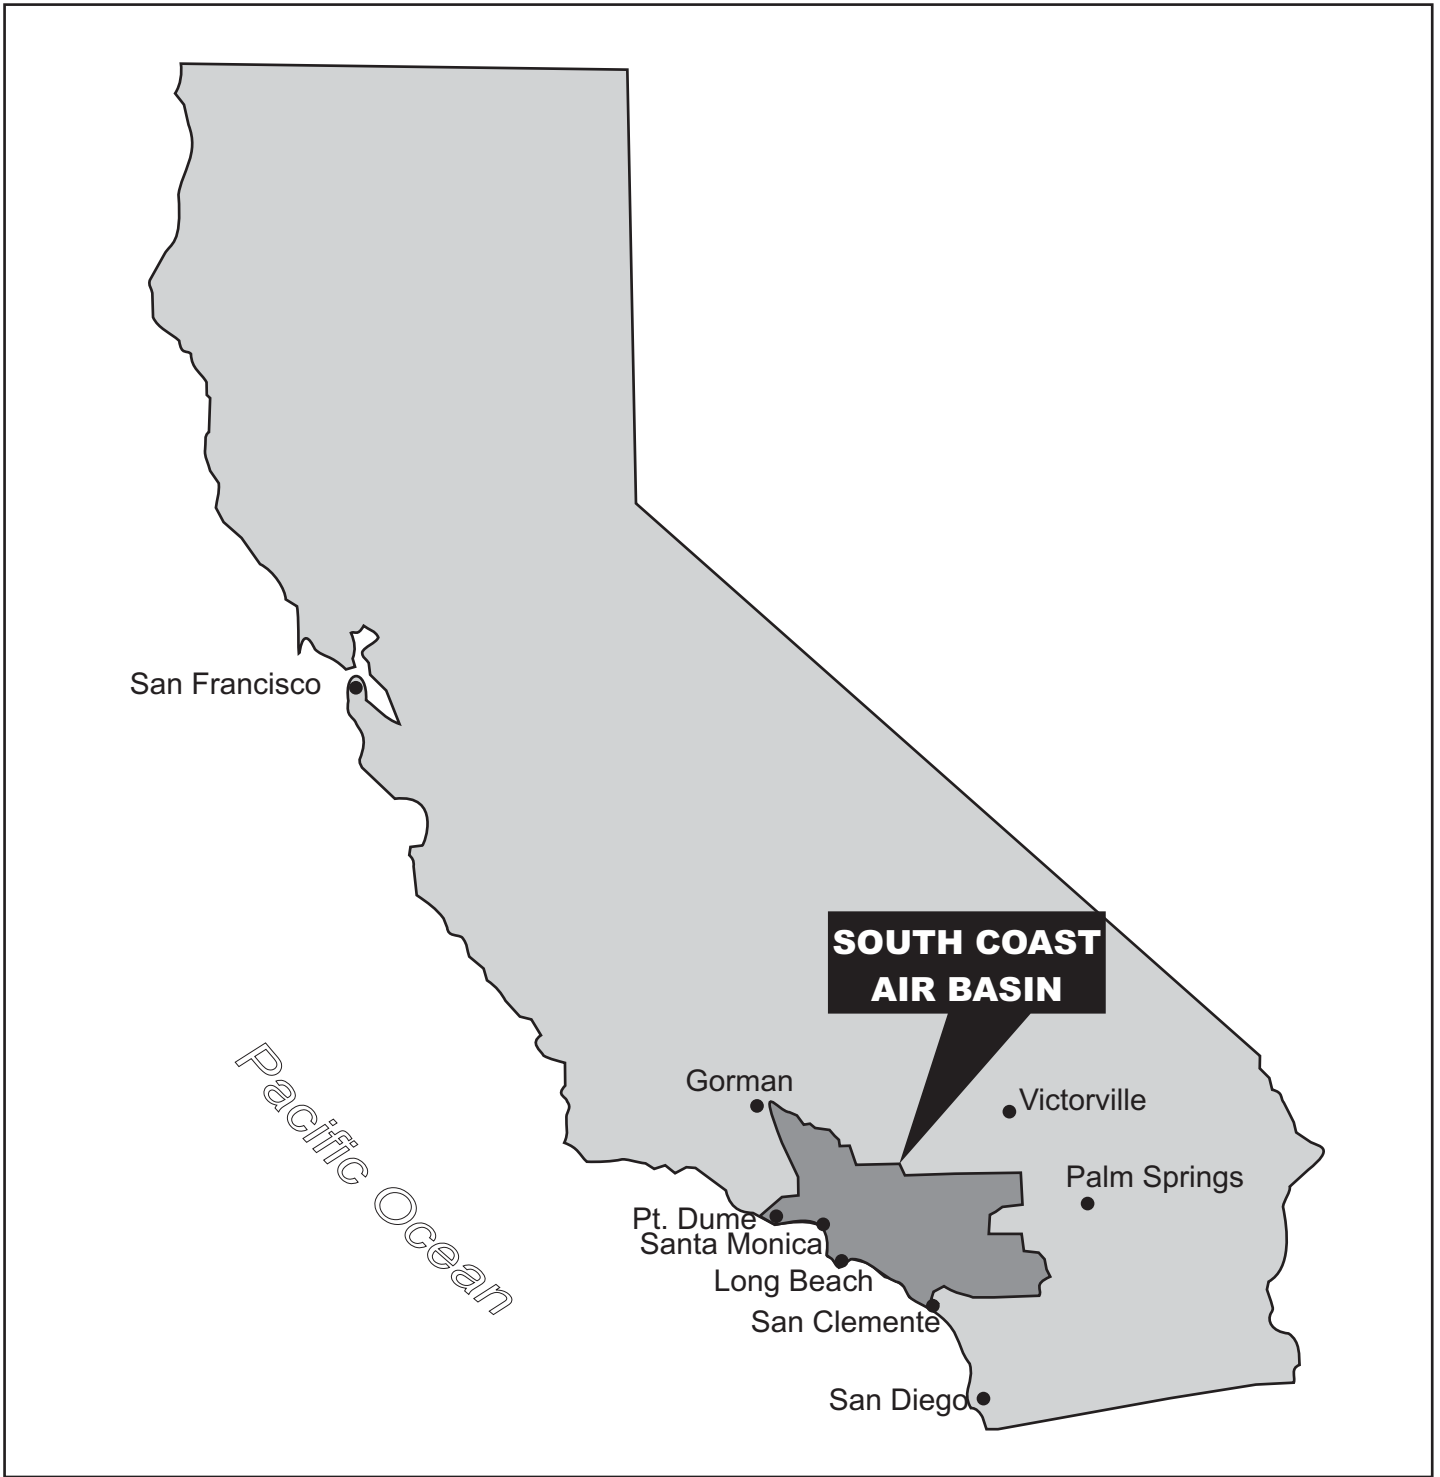 San Francisco
SOUTH COAST
AIR BASIN
Pacific Ocean
Gorman
Victorville
Palm Springs
Pt. Dume
Santa Monica
Long Beach
San Clemente
San Diego